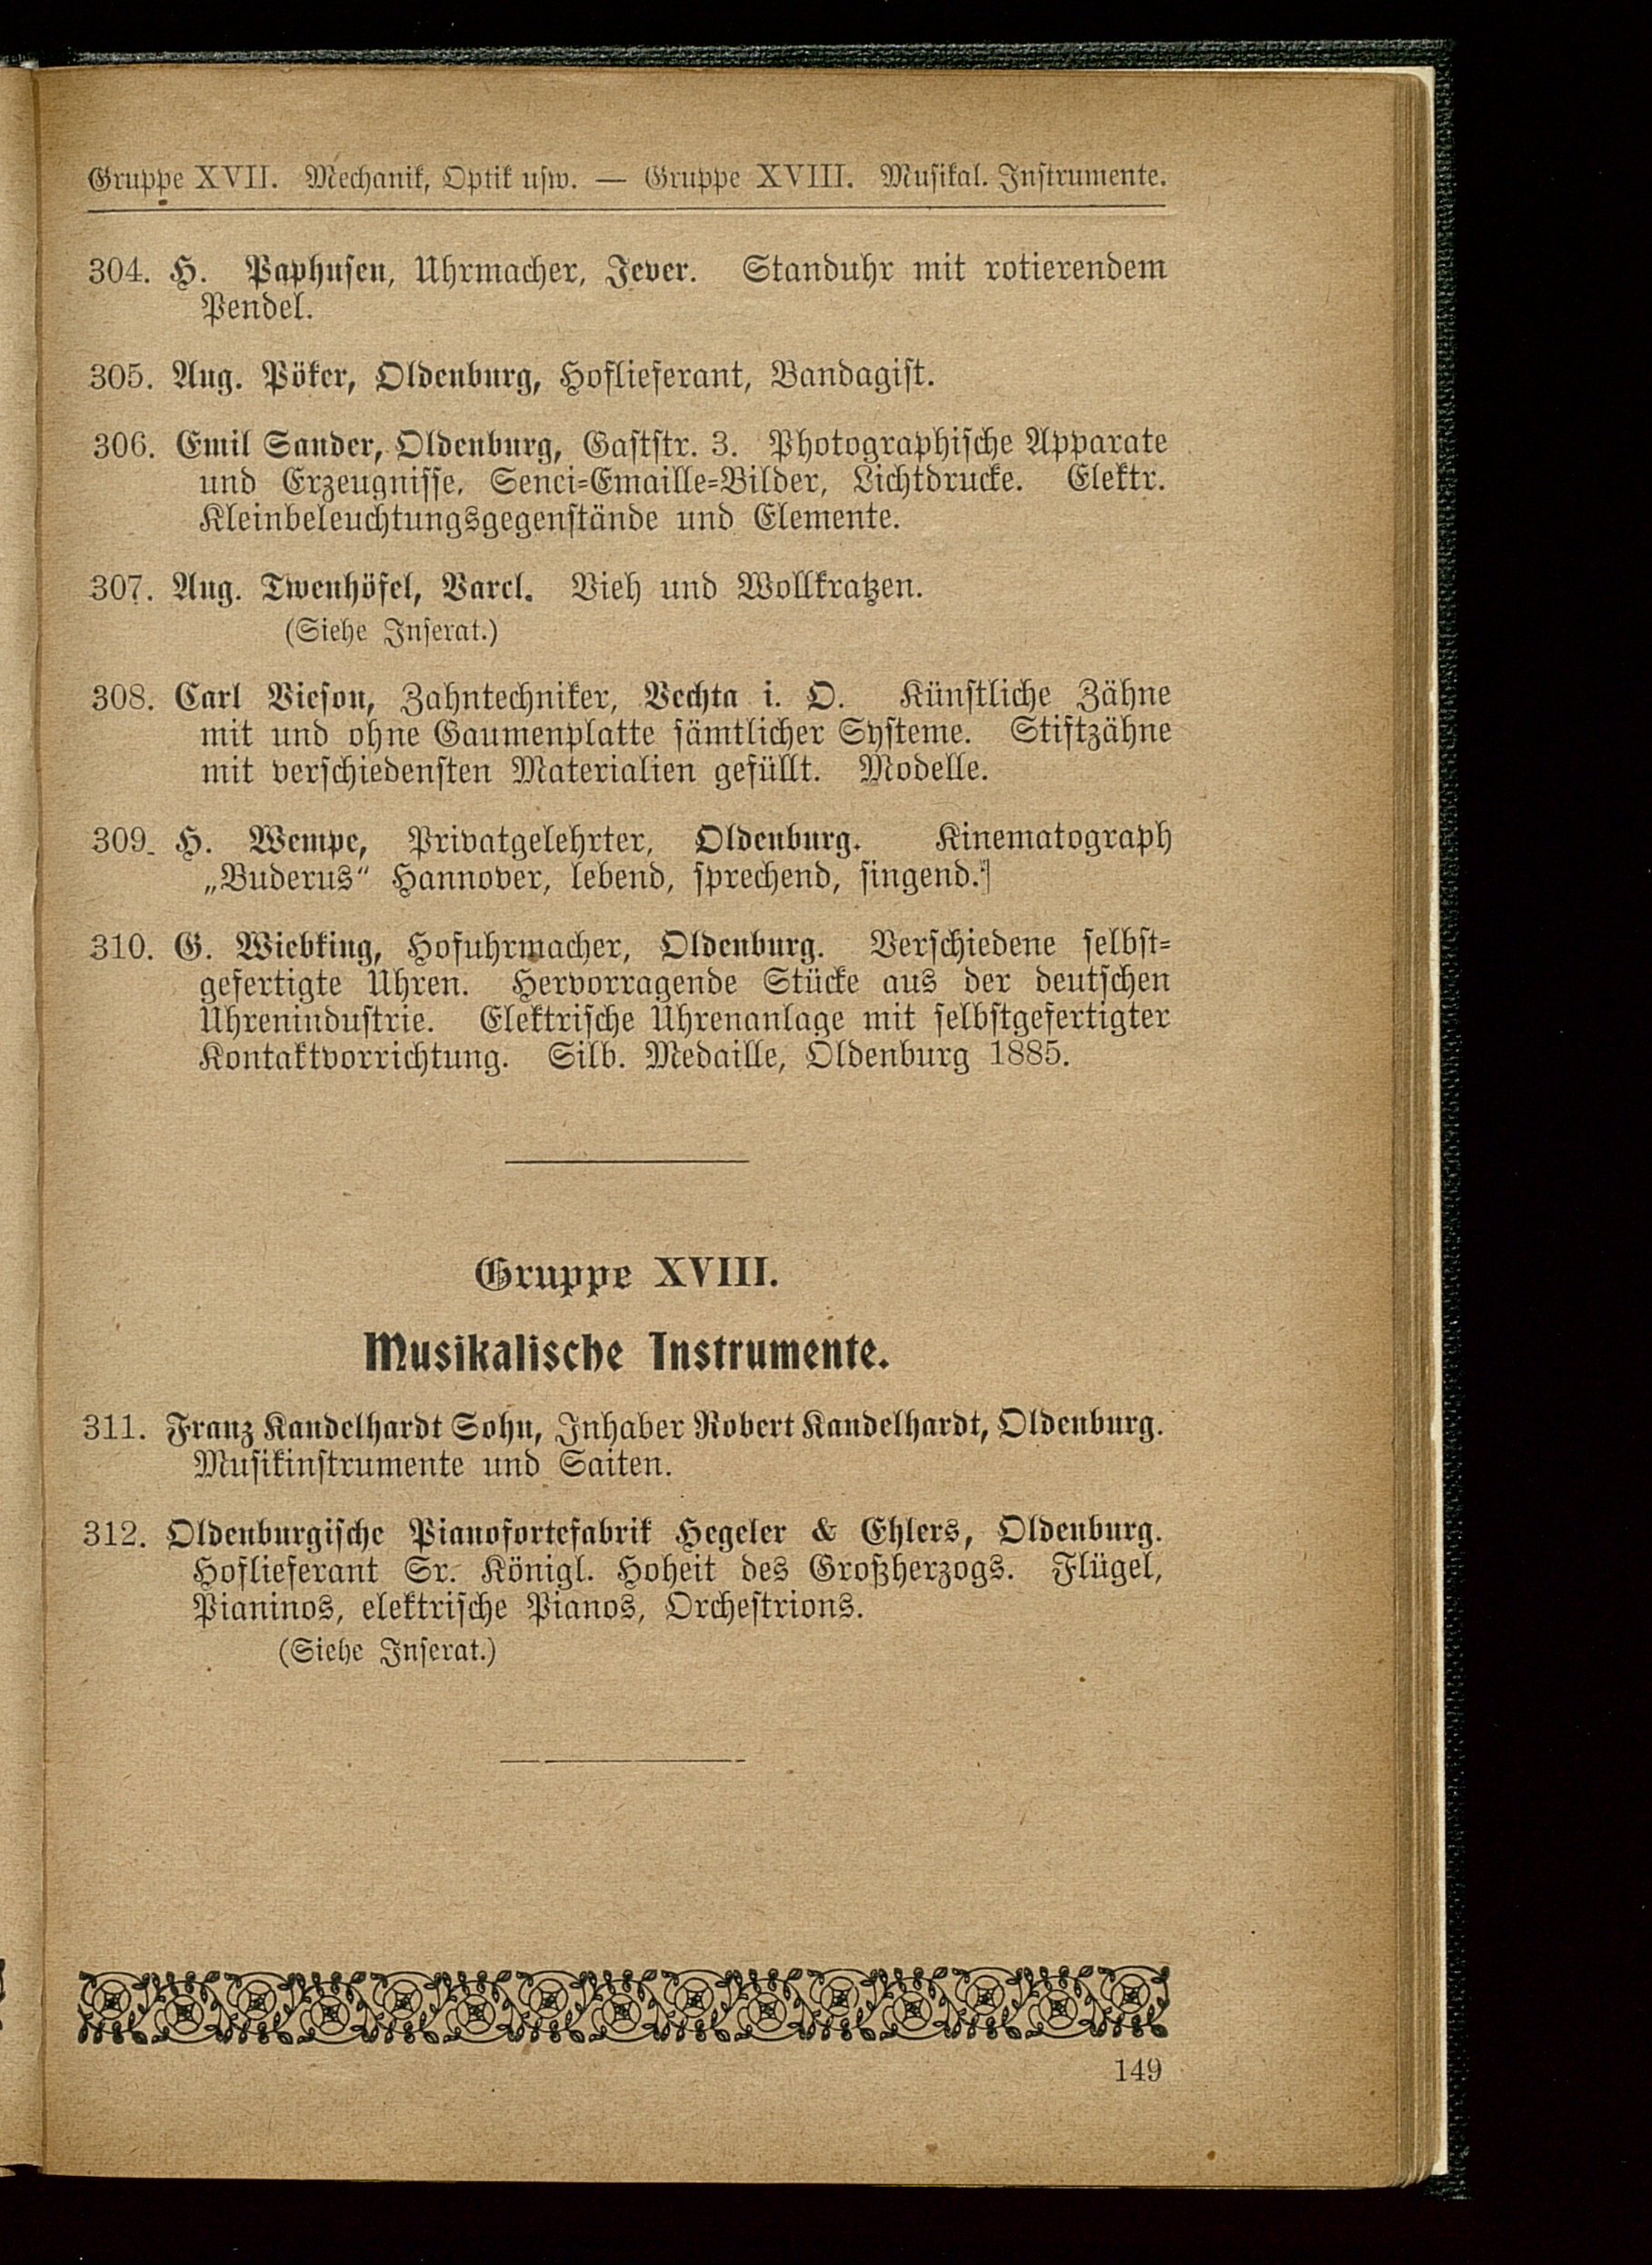 Gruppe XVII. Mechanik, Optik usw. — Gruppe XVIII. Musikal. Instrumente.
304. H. Paphusen, Uhrmacher, Jever. Standuhr mit rotierendem
Pendel.
305. Aug. Pöker, Oldenburg, Hoflieferant, Bandagist.
306. Emil Sander, Oldenburg, Gaststr. 3. Photographische Apparate
und Erzeugnisse, Senci-Emaille-Bilder, Lichtdrucke. Elektr.
Kleinbeleuchtungsgegenstände und Elemente.
307. Aug. Twenhöfel, Varel. Vieh und Wollkratzen.
(Siehe Inserat.)
308. Carl Vieson, Zahntechniker, Vechta i. O. Künstliche Zähne
mit und ohne Gaumenplatte sämtlicher Systeme. Stiftzähne
mit verschiedensten Materialien gefüllt. Modelle.
309. H. Wempe, Privatgelehrter, Oldenburg. Kinematograph
„Buderus“ Hannover, lebend, sprechend, singend.
310. G. Wiebking, Hofuhrmacher, Oldenburg. Verschiedene selbst-
gefertigte Uhren. Hervorragende Stücke aus der deutschen
Uhrenindustrie. Elektrische Uhrenanlage mit selbstgefertigter
Kontaktvorrichtung. Silb. Medaille, Oldenburg 1885.
Gruppe XVIII.
Musikalische Instrumente.
311. Franz Kandelhardt Sohn, Inhaber Robert Kandelhardt, Oldenburg.
Musikinstrumente und Saiten.
312. Oldenburgische Pianofortefabrik Hegeler & Ehlers, Oldenburg.
Hoflieferant Sr. Königl. Hoheit des Großherzogs. Flügel,
Pianinos, elektrische Pianos, Orchestrions.
(Siehe Inserat.)
149